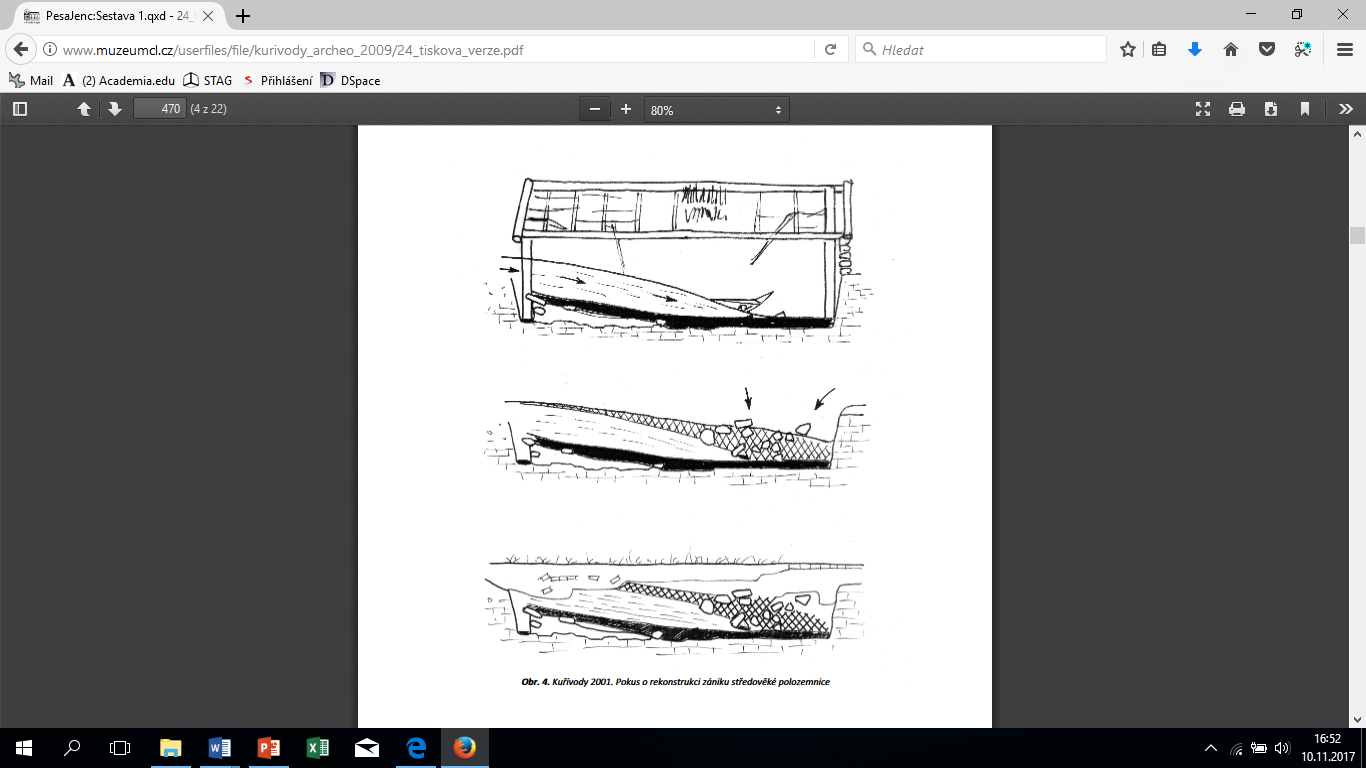 PesaJenc:Sestava 1.qxd - 24_
www.muzeumcl.cz/userfiles/file/kurivody_archeo_2009/24_tiskova_verze.pdf
Hledat
Mail
(2) Academia.edu
STAG
Přihlášení
DSpace
470
(4 z 22)
80%
Obr. 4. Kuřívody 2001. Pokus o rekonstrukci zániku středověké polozemnice
16:52
10.11.2017